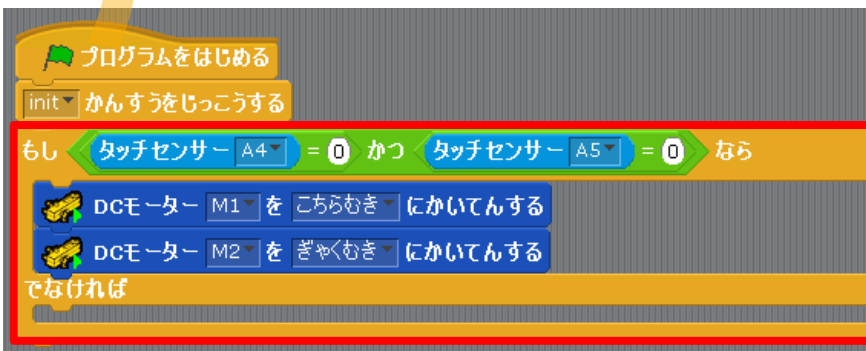 プログラムをはじめる
init かんすうをじっこうする
もし タッチセンサー A4 = 0 かつ タッチセンサー A5 = 0 なら
DCモーター M1 を こちらむき にかいてんする
DCモーター M2 を ぎゃくむき にかいてんする
でなければ